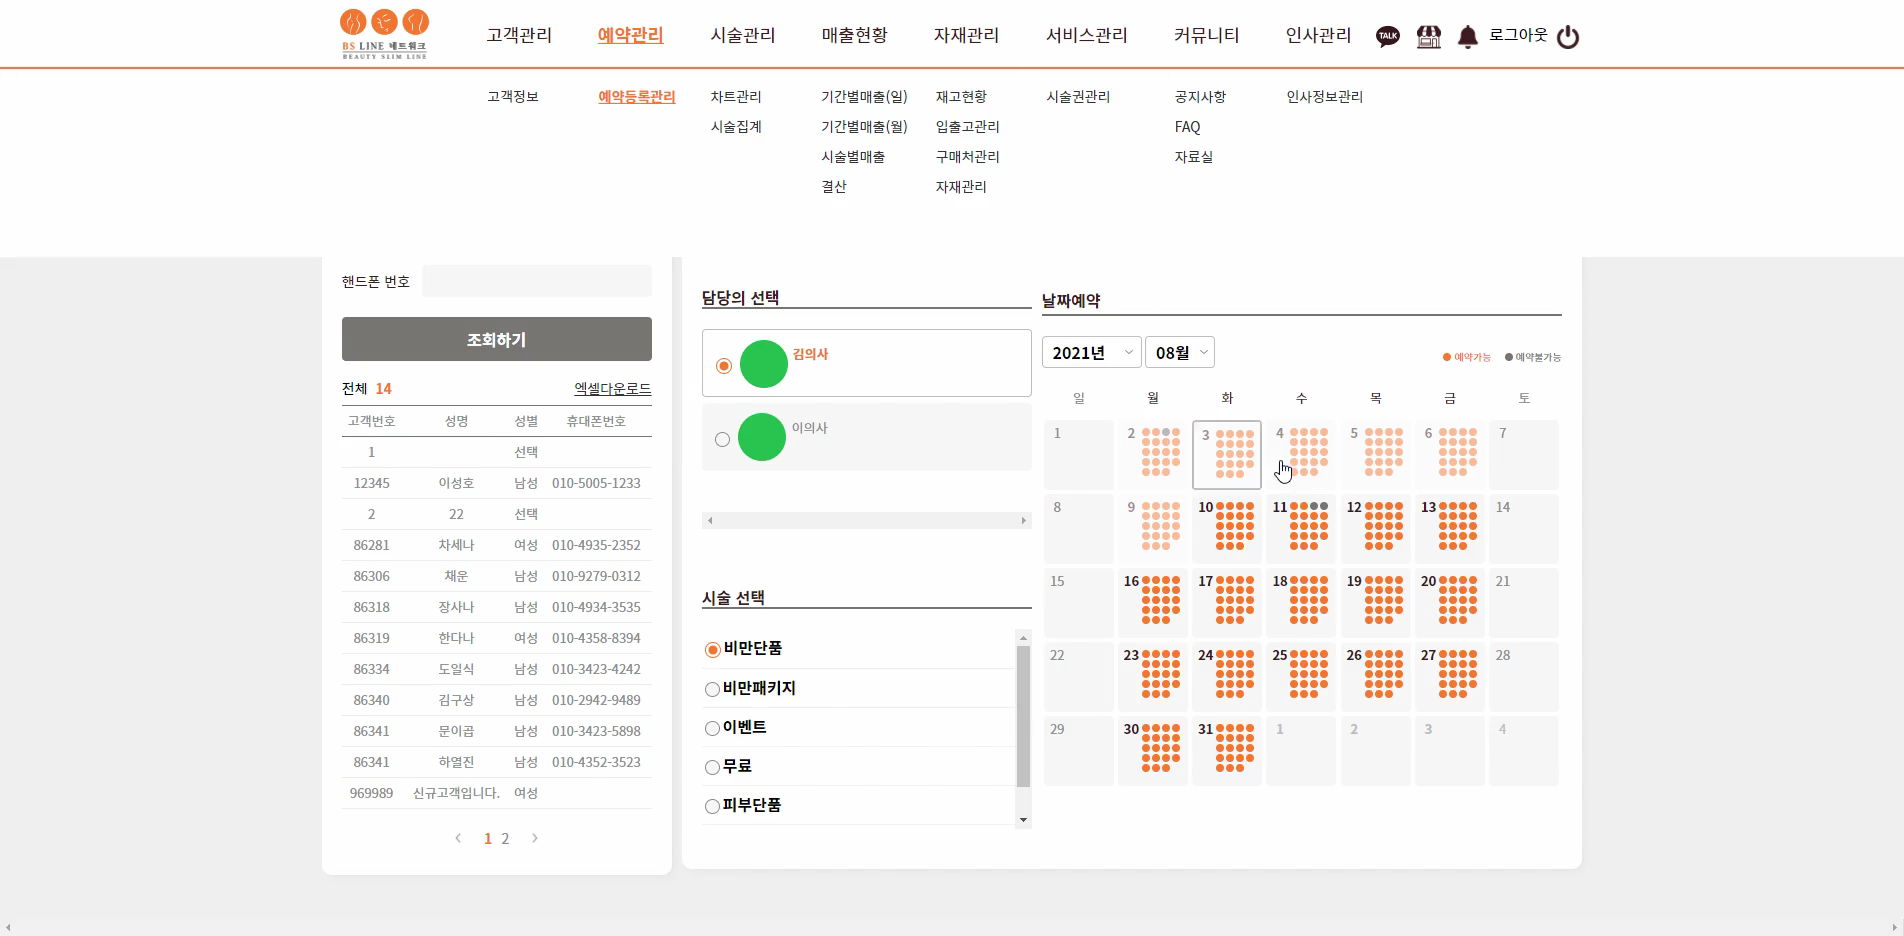 BS LINE 네트워크
BEAUTY SLIM LINE
고객관리 예약관리 시술관리 매출현황 자재관리 서비스관리 커뮤니티 인사관리 TALK 로그아웃
고객정보 예약등록관리 차트관리 기간별매출(일) 재고현황 시술권관리 공지사항 인사정보관리
시술집계 기간별매출(월) 입출고관리 FAQ
시술별매출 구매처관리 자료실
결산 자재관리
핸드폰 번호
조회하기
전체 14 엑셀다운로드
고객번호 성명 성별 휴대폰번호
1 선택
12345 이성호 남성 010-5005-1233
2 22 선택
86281 차세나 여성 010-4935-2352
86306 채운 남성 010-9279-0312
86318 장사나 남성 010-4934-3535
86319 한다나 여성 010-4358-8394
86334 도일식 남성 010-3423-4242
86340 김구상 남성 010-2942-9489
86341 문이곱 남성 010-3423-5898
86341 하열진 남성 010-4352-3523
969989 신규고객입니다. 여성
1 2
담당의 선택
김의사
이의사
시술 선택
비만단품
비만패키지
이벤트
무료
피부단품
날짜예약
2021년 08월
예약가능 예약불가능
일 월 화 수 목 금 토
1 2 3 4 5 6 7
8 9 10 11 12 13 14
15 16 17 18 19 20 21
22 23 24 25 26 27 28
29 30 31 1 2 3 4